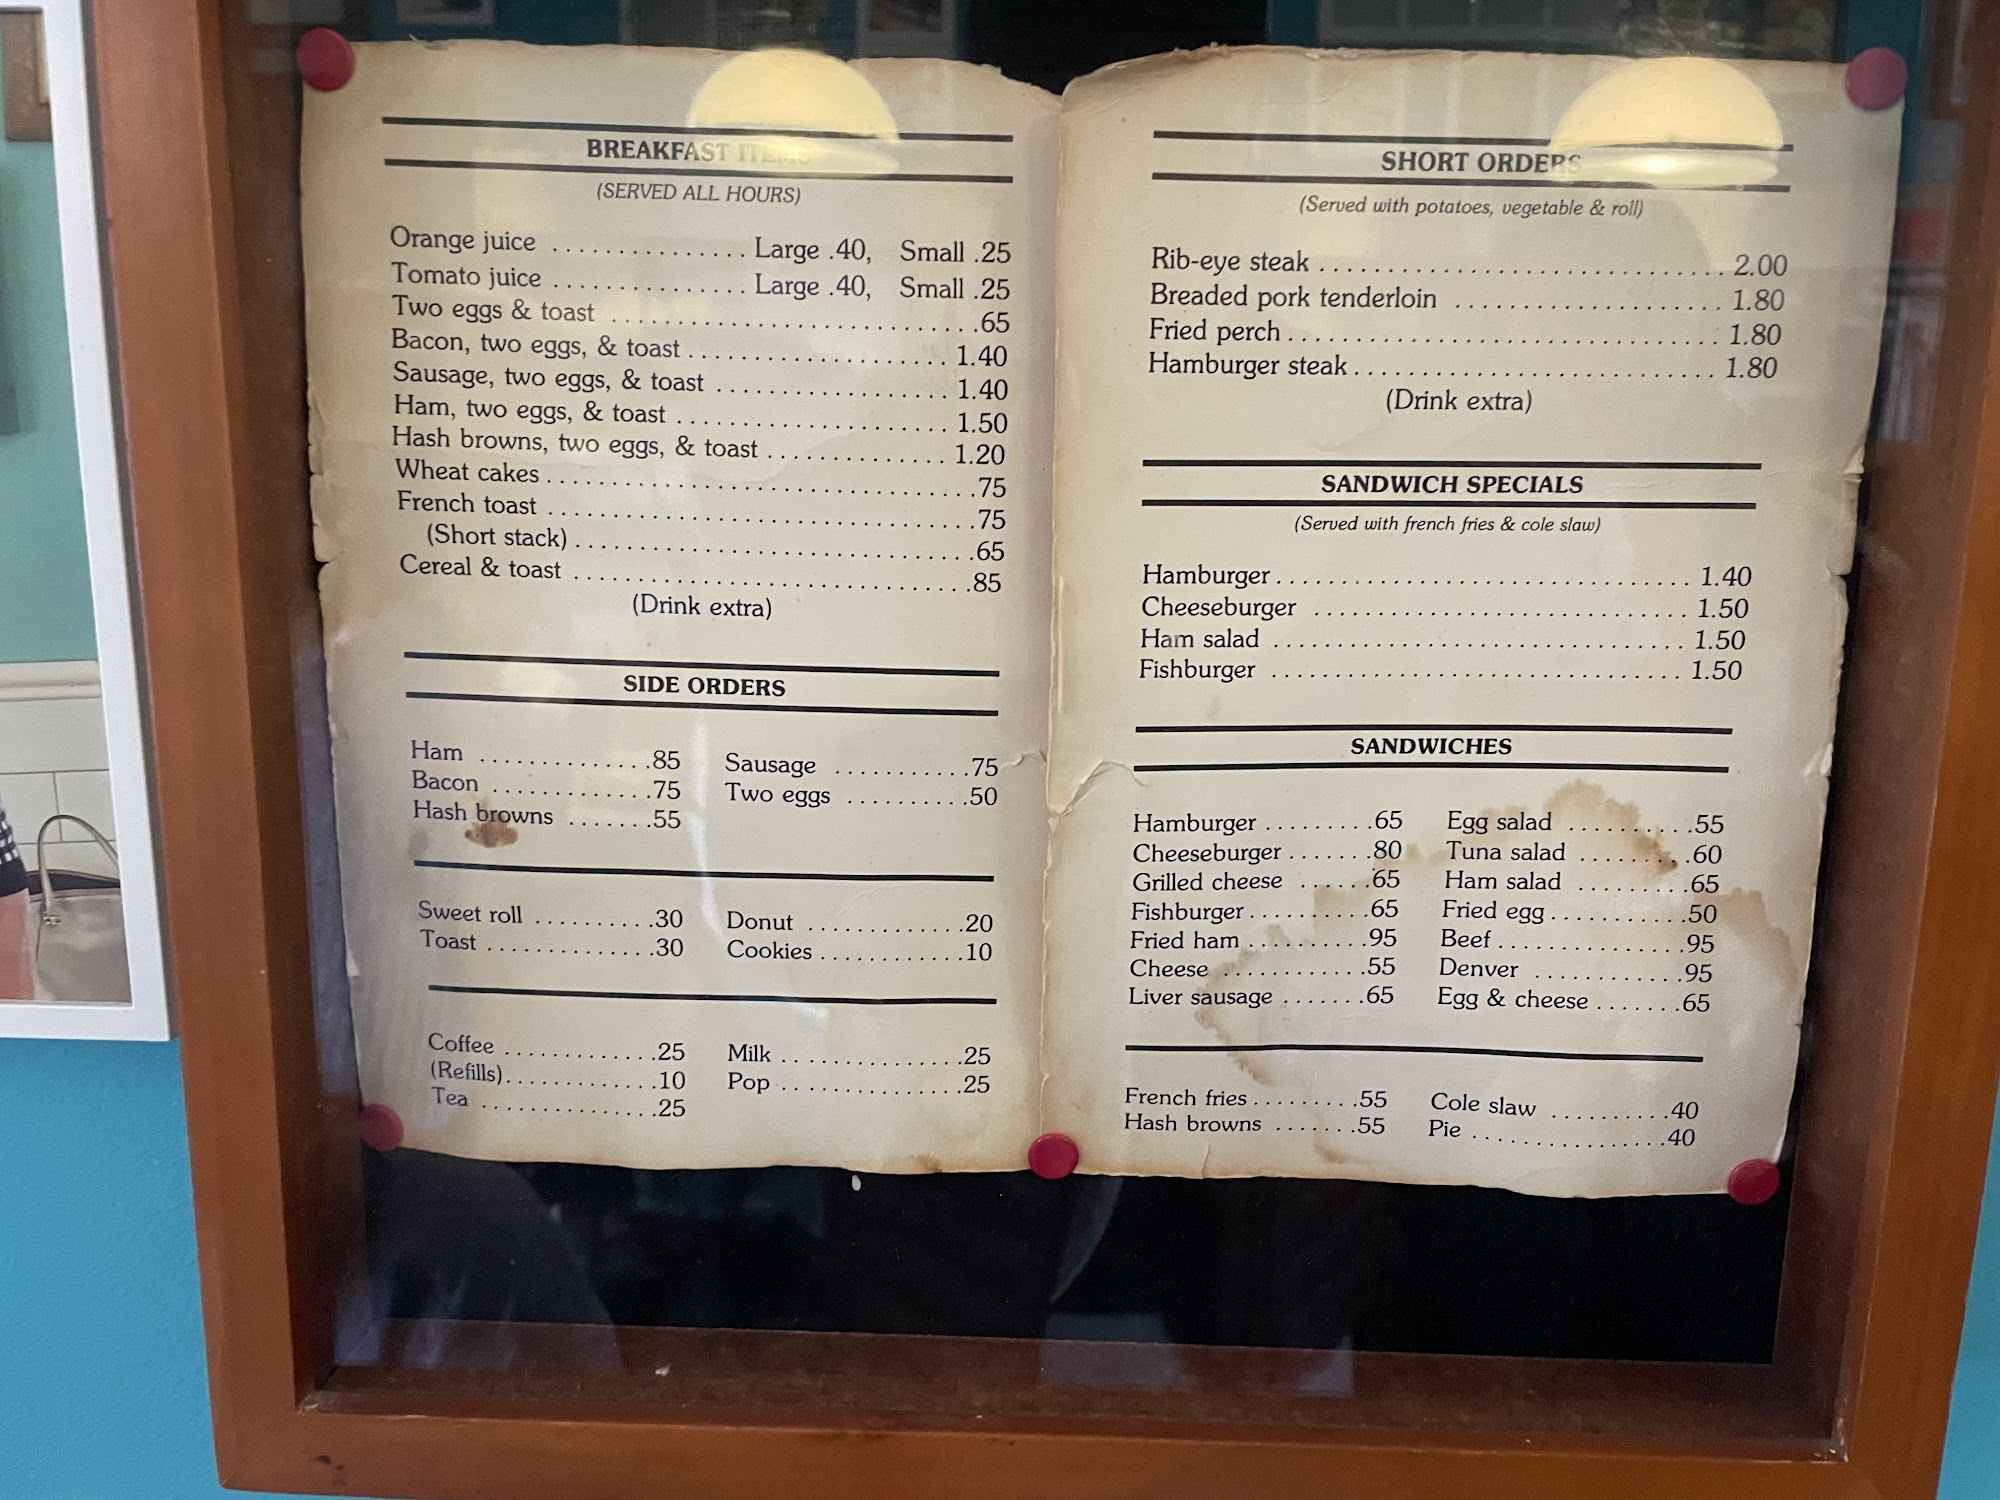 BREAKFAST ITEMS
(SERVED ALL HOURS)
Orange juice ............... Large .40, Small .25
Tomato juice ............... Large .40, Small .25
Two eggs & toast ...........................65
Bacon, two eggs, & toast ................... 1.40
Sausage, two eggs, & toast .................. 1.40
Ham, two eggs, & toast ..................... 1.50
Hash browns, two eggs, & toast .............. 1.20
Wheat cakes ................................75
French toast ................................75
(Short stack) ..............................65
Cereal & toast ..............................85
(Drink extra)
SIDE ORDERS
Ham .............85 Sausage ...........75
Bacon ............75 Two eggs ..........50
Hash browns .......55
Sweet roll ..........30 Donut .............20
Toast .............30 Cookies ............10
Coffee .............25 Milk ..............25
(Refills) ............10 Pop ..............25
Tea ...............25
SHORT ORDERS
(Served with potatoes, vegetable & roll)
Rib-eye steak .............................. 2.00
Breaded pork tenderloin .................... 1.80
Fried perch ................................ 1.80
Hamburger steak ........................... 1.80
(Drink extra)
SANDWICH SPECIALS
(Served with french fries & cole slaw)
Hamburger ............................... 1.40
Cheeseburger ............................. 1.50
Ham salad ................................ 1.50
Fishburger ................................ 1.50
SANDWICHES
Hamburger .........65 Egg salad ..........55
Cheeseburger .......80 Tuna salad .........60
Grilled cheese ......65 Ham salad .........65
Fishburger ..........65 Fried egg ...........50
Fried ham ..........95 Beef ...............95
Cheese ............55 Denver ............95
Liver sausage .......65 Egg & cheese .......65
French fries .........55 Cole slaw ..........40
Hash browns .......55 Pie ................40